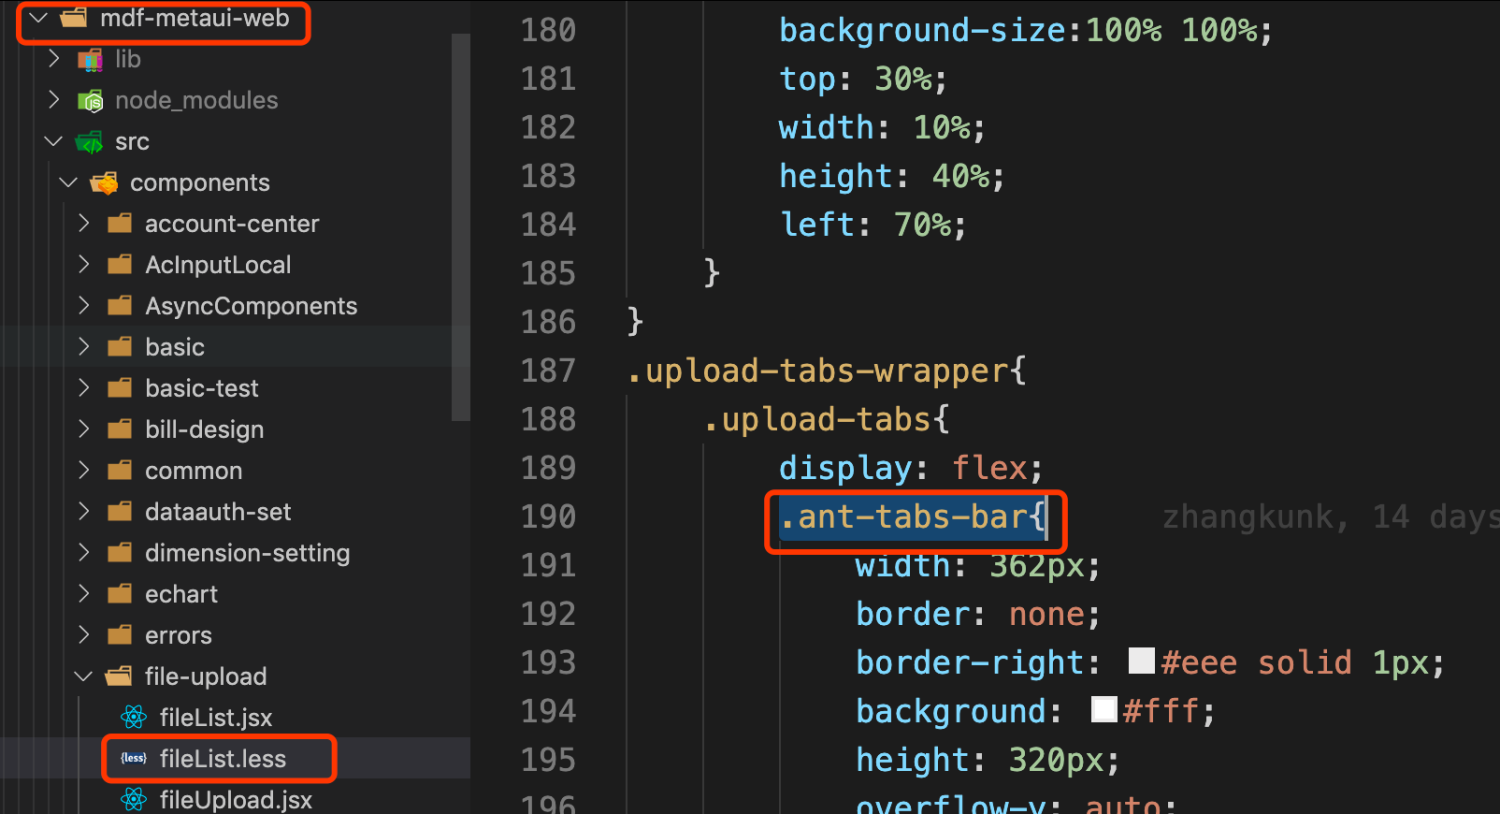 mdf-metaui-web
lib
node_modules
src
components
account-center
AcInputLocal
AsyncComponents
basic
basic-test
bill-design
common
dataauth-set
dimension-setting
echart
errors
file-upload
fileList.jsx
{less} fileList.less
fileUpload.jsx
180 background-size:100% 100%;
181 top: 30%;
182 width: 10%;
183 height: 40%;
184 left: 70%;
185 }
186 }
187 .upload-tabs-wrapper{
188 .upload-tabs{
189 display: flex;
190 .ant-tabs-bar{ zhangkunk, 14 days
191 width: 362px;
192 border: none;
193 border-right: #eee solid 1px;
194 background: #fff;
195 height: 320px;
196 overflow-y: auto;